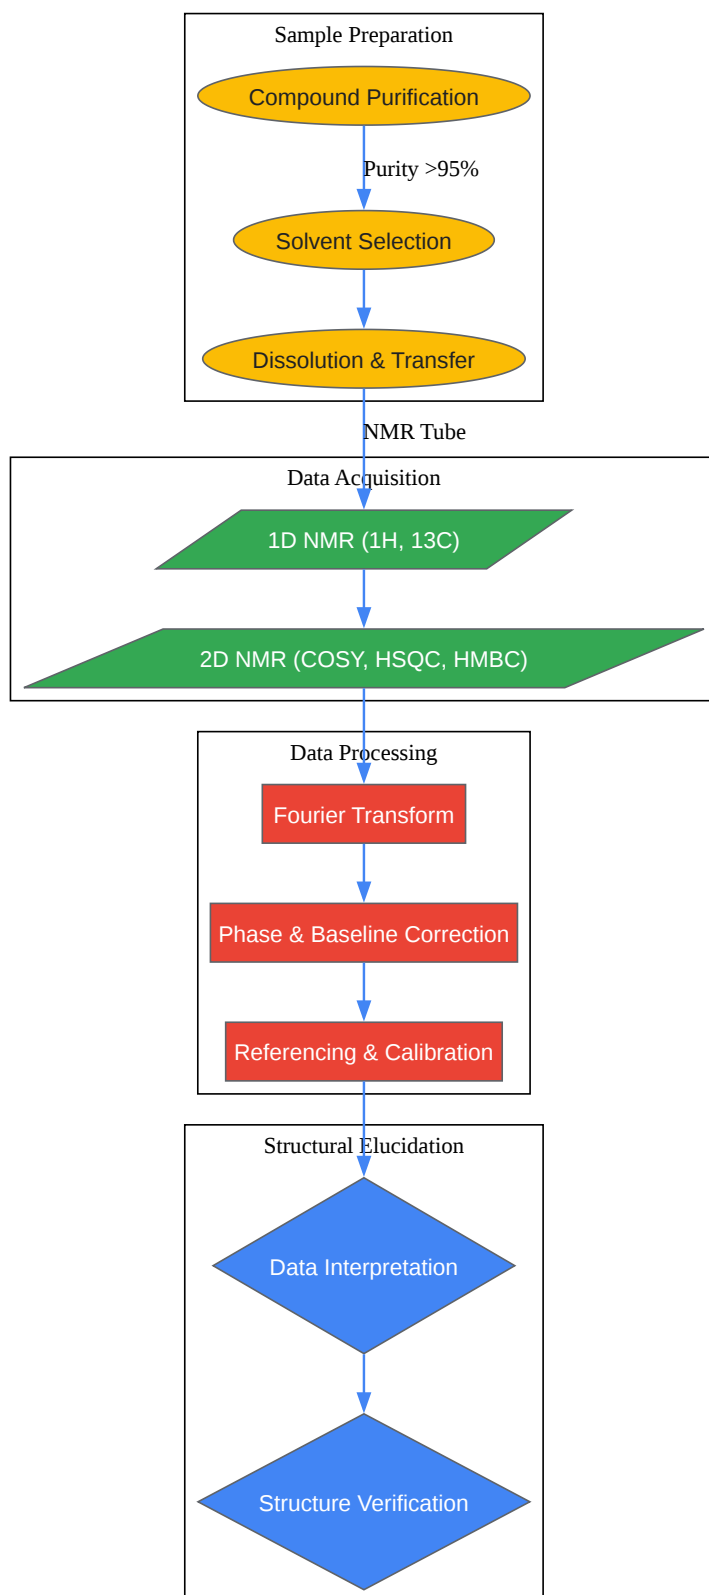 Sample Preparation
Compound Purification
Purity >95%
Solvent Selection
Dissolution & Transfer
NMR Tube
Data Acquisition
1D NMR (1H, 13C)
2D NMR (COSY, HSQC, HMBC)
Data Processing
Fourier Transform
Phase & Baseline Correction
Referencing & Calibration
Structural Elucidation
Data Interpretation
Structure Verification